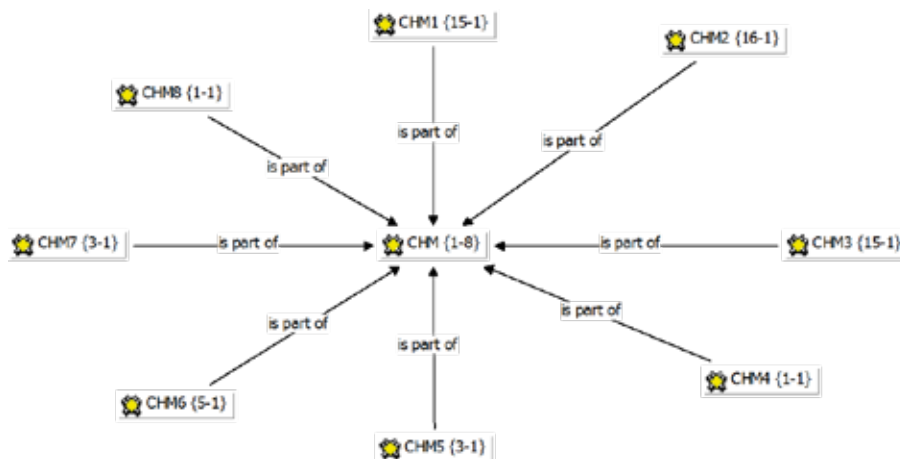 CHM1 {15-1}
CHM2 {16-1}
CHM8 {1-1}
is part of
is part of
is part of
CHM7 {3-1}
is part of
CHM {1-8}
is part of
CHM3 {15-1}
is part of
is part of
is part of
CHM4 {1-1}
CHM6 {5-1}
CHM5 {3-1}